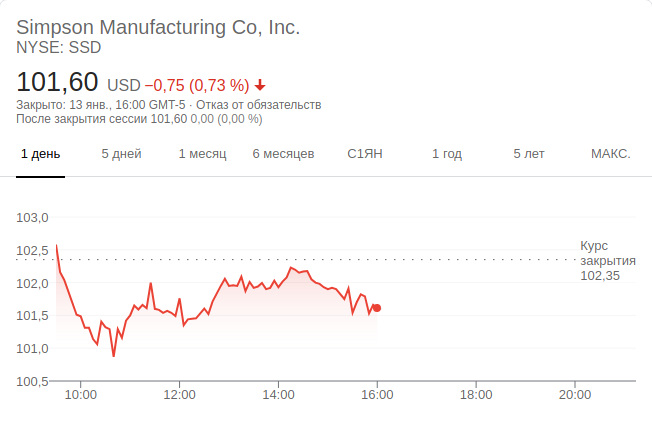 Simpson Manufacturing Co, Inc.
NYSE: SSD
101,60 USD −0,75 (0,73 %)
Закрыто: 13 янв., 16:00 GMT-5 · Отказ от обязательств
После закрытия сессии 101,60 0,00 (0,00 %)
1 день 5 дней 1 месяц 6 месяцев С1ЯН 1 год 5 лет МАКС.
103,0
102,5
102,0
101,5
101,0
100,5
Курс
закрытия
102,35
10:00 12:00 14:00 16:00 18:00 20:00